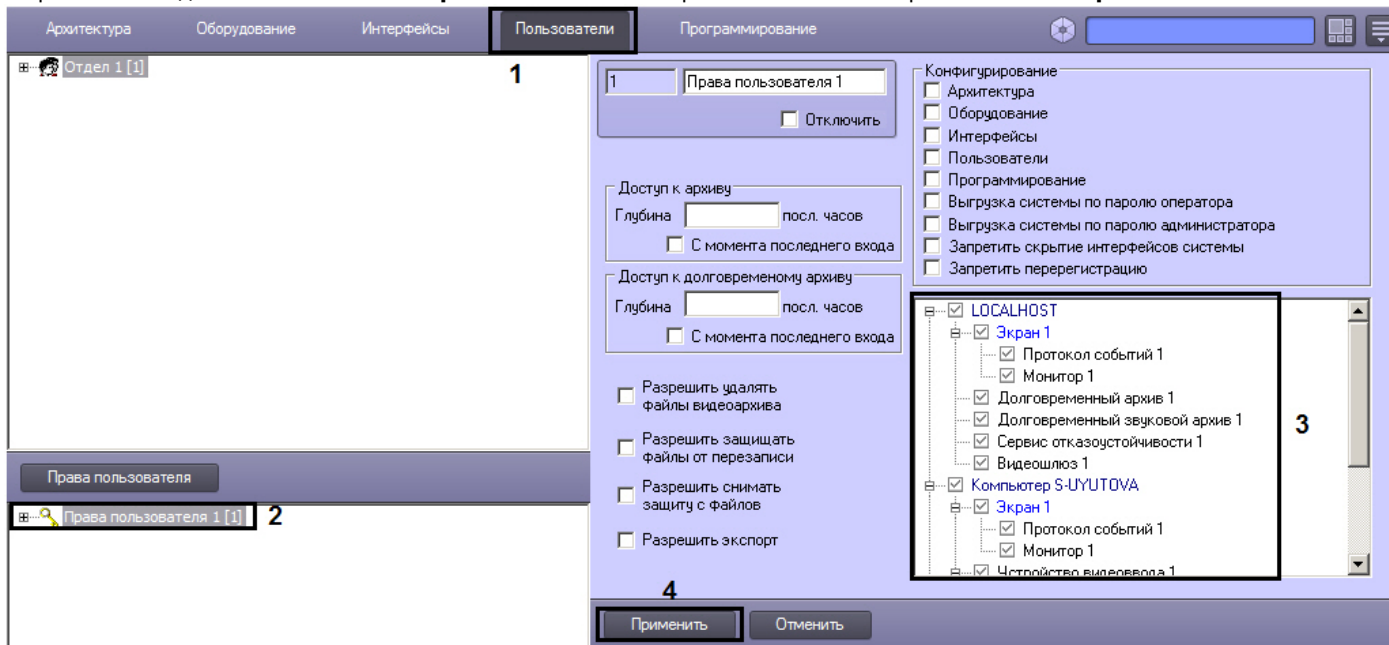 Архитектура Оборудование Интерфейсы Пользователи Программирование
Отдел 1 [1]
1
1 Права пользователя 1
Отключить
Конфигурирование
Архитектура
Оборудование
Интерфейсы
Пользователи
Программирование
Выгрузка системы по паролю оператора
Выгрузка системы по паролю администратора
Запретить скрытие интерфейсов системы
Запретить перерегистрацию
Доступ к архиву
Глубина посл. часов
С момента последнего входа
Доступ к долговременому архиву
Глубина посл. часов
С момента последнего входа
Разрешить удалять
файлы видеоархива
Разрешить защищать
файлы от перезаписи
Разрешить снимать
защиту с файлов
Разрешить экспорт
LOCALHOST
Экран 1
Протокол событий 1
Монитор 1
Долговременный архив 1
Долговременный звуковой архив 1
Сервис отказоустойчивости 1
Видеошлюз 1
Компьютер S-UYUTOVA
Экран 1
Протокол событий 1
Монитор 1
Устройство видеоввода 1
3
Права пользователя
Права пользователя 1 [1]
2
4
Применить Отменить